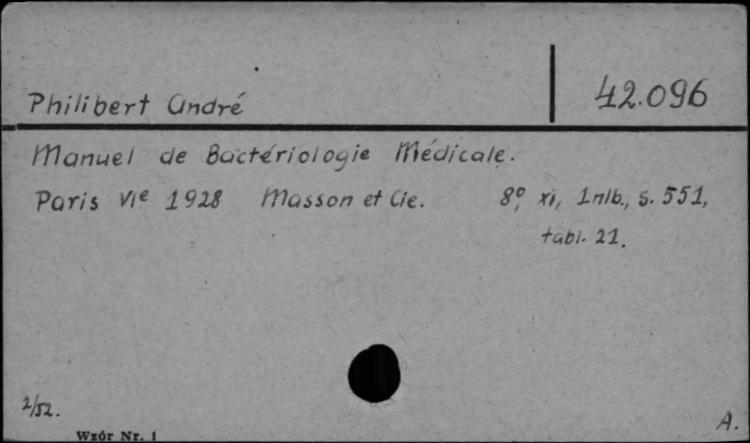 Philibert André
42.096
Manuel de Bactériologie Médicale.
Paris VIe 1928 Masson et Cie. 8º, xi, 1nlb., s. 551,
tabl. 21.
2/52.
A.
Wzór Nr. 1